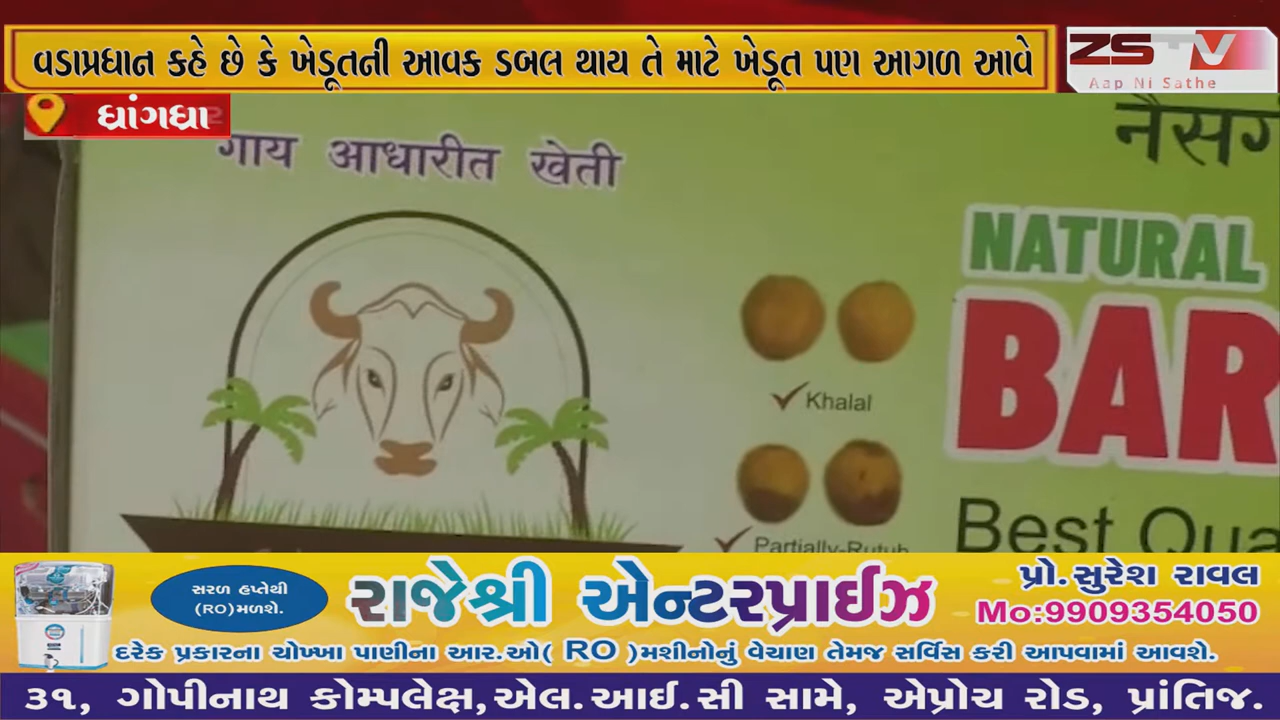 વડાપ્રધાન કહે છે કે ખેડૂતની આવક ડબલ થાય તે માટે ખેડૂત પણ આગળ આવે
ZSTV
Aap Ni Sathe
ધ્રાંગધ્રા
गाय आधारीत खेती
NATURAL
BAR
Khalal
Partially-Rutub
Best Qua
સરળ હપ્તેથી
(RO)મળશે.
રાજેશ્રી એન્ટરપ્રાઈઝ
પ્રો.સુરેશ રાવલ
Mo:9909354050
દરેક પ્રકારના ચોખ્ખા પાણીના આર.ઓ( RO )મશીનોનું વેચાણ તેમજ સર્વિસ કરી આપવામાં આવશે.
૩૧, ગોપીનાથ કોમ્પલેક્ષ,એલ.આઈ.સી સામે, એપ્રોચ રોડ, પ્રાંતિજ.